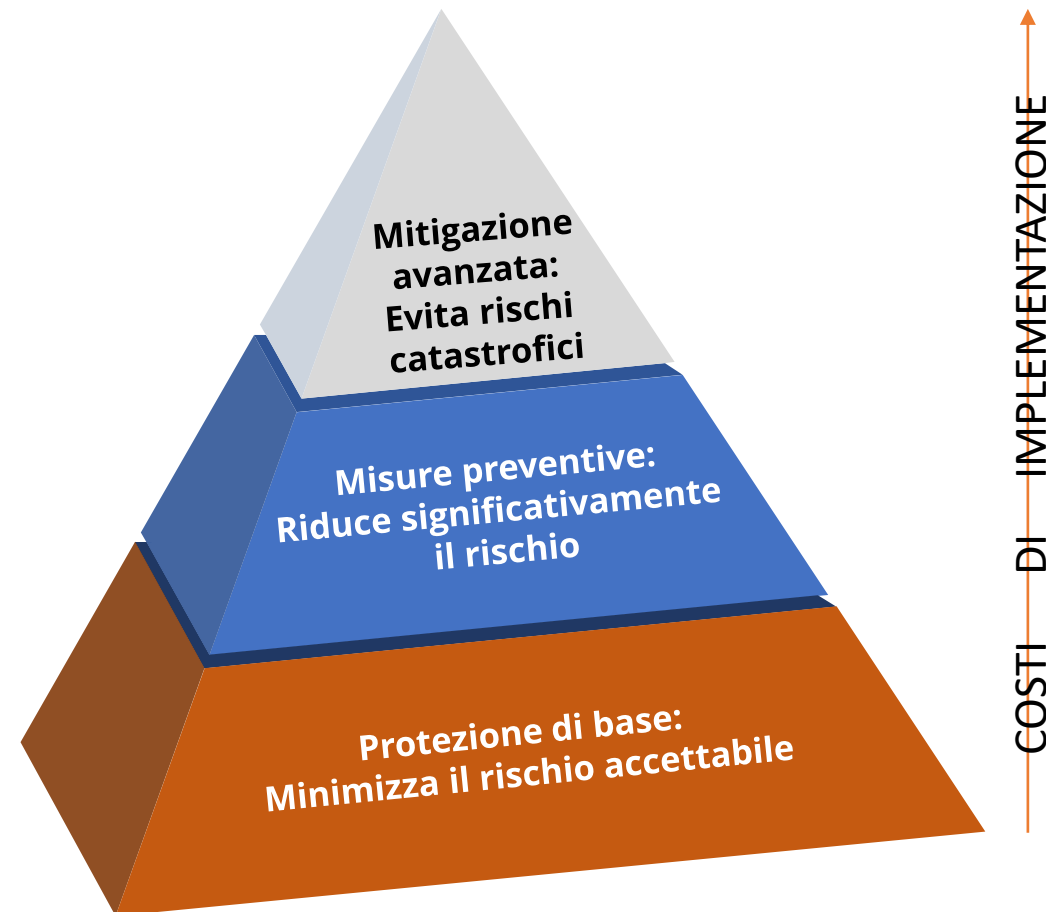 Mitigazione
avanzata:
Evita rischi
catastrofici
Misure preventive:
Riduce significativamente
il rischio
Protezione di base:
Minimizza il rischio accettabile
COSTI DI IMPLEMENTAZIONE